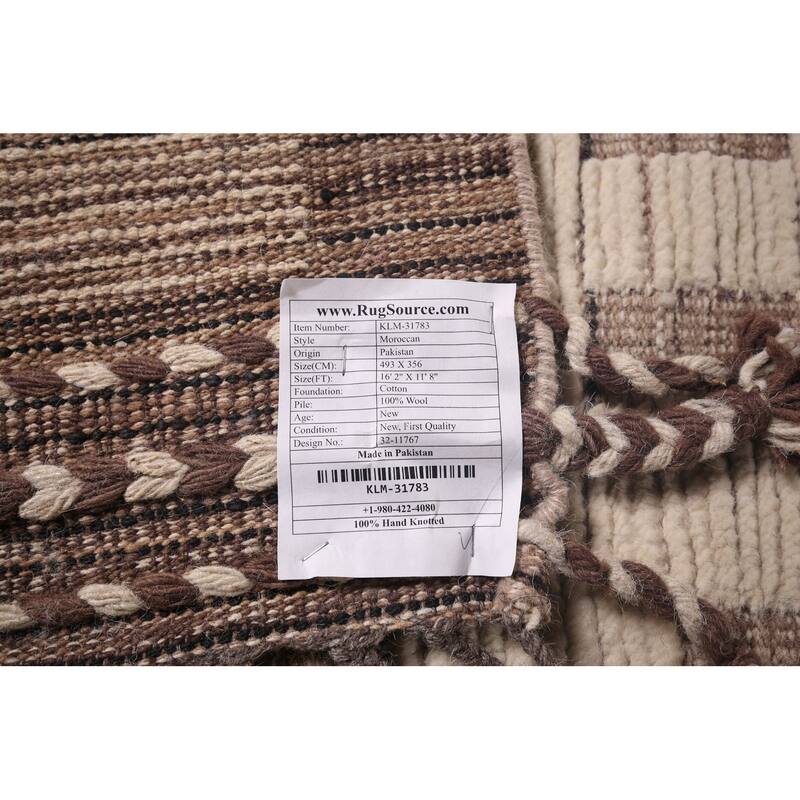 www.RugSource.com
Item Number: KLM-31783
Style Moroccan
Origin Pakistan
Size(CM): 493 X 356
Size(FT): 16' 2" X 11' 8"
Foundation: Cotton
Pile: 100% Wool
Age: New
Condition: New, First Quality
Design No.: 32-11767
Made in Pakistan
KLM-31783
+1-980-422-4080
100% Hand Knotted